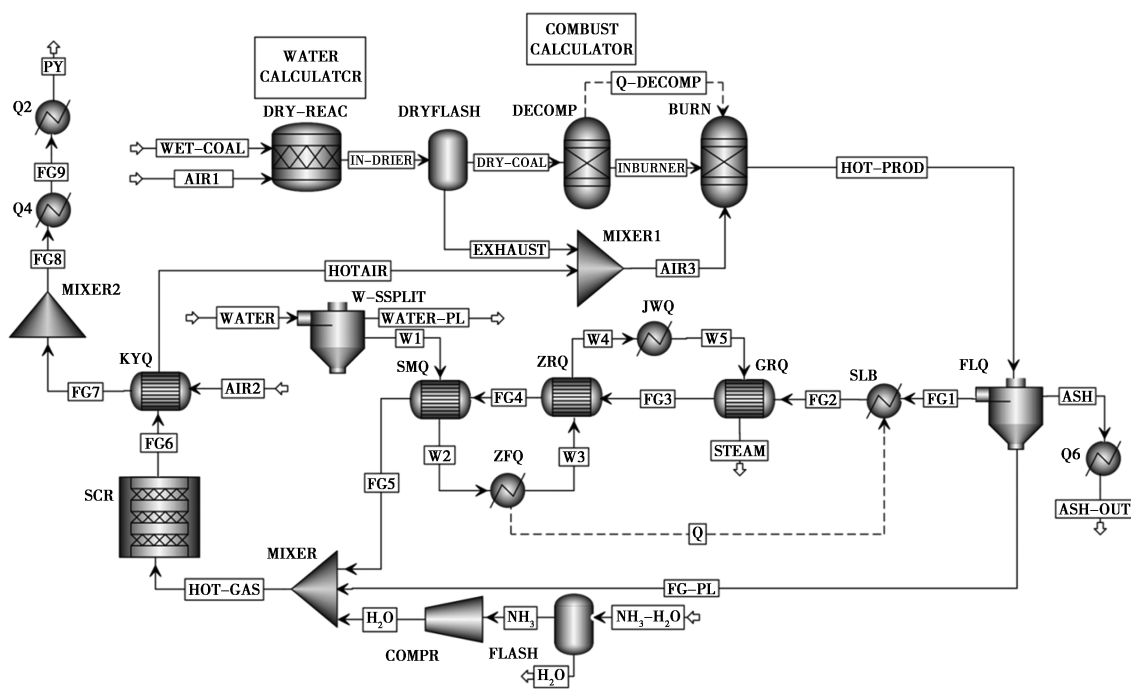 COMBUST
CALCULATOR
WATER
CALCULATCR
PY
Q-DECOMP
Q2
DRY-REAC
DRYFLASH
DECOMP
BURN
WET-COAL
IN-DRIER
DRY-COAL
INBURNER
HOT-PROD
FG9
AIR1
Q4
FG8
EXHAUST
MIXER1
HOTAIR
AIR3
MIXER2
W-SSPLIT
WATER
WATER-PL
JWQ
W1
W4
W5
KYQ
SMQ
ZRQ
GRQ
SLB
FLQ
FG7
AIR2
FG4
FG3
FG2
FG1
ASH
FG6
W2
ZFQ
W3
STEAM
Q6
FG5
SCR
ASH-OUT
Q
MIXER
HOT-GAS
FG-PL
H₂O
NH₃
NH₃-H₂O
COMPR
FLASH
H₂O